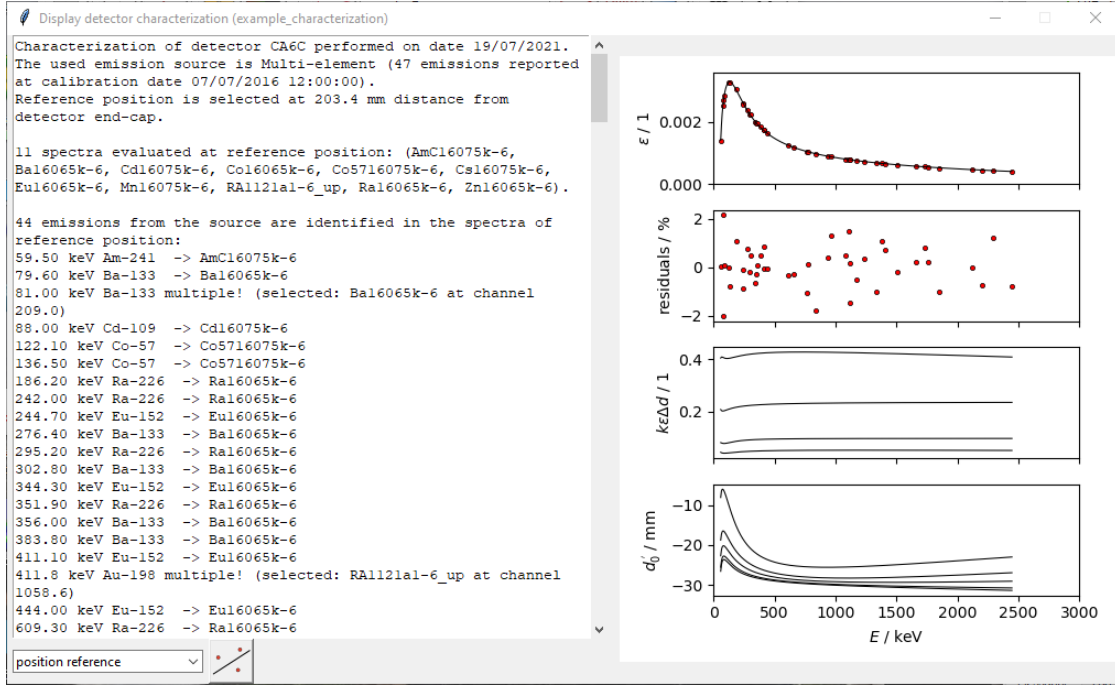 Display detector characterization (example_characterization)
Characterization of detector CA6C performed on date 19/07/2021.
The used emission source is Multi-element (47 emissions reported
at calibration date 07/07/2016 12:00:00).
Reference position is selected at 203.4 mm distance from
detector end-cap.
11 spectra evaluated at reference position: (AmC16075k-6,
Ba16065k-6, Cd16075k-6, Co16065k-6, Co5716075k-6, Cs16075k-6,
Eu16065k-6, Mn16075k-6, RA1121a1-6_up, Ra16065k-6, Zn16065k-6).
44 emissions from the source are identified in the spectra of
reference position:
59.50 keV Am-241  -> AmC16075k-6
79.60 keV Ba-133  -> Ba16065k-6
81.00 keV Ba-133 multiple! (selected: Ba16065k-6 at channel
209.0)
88.00 keV Cd-109  -> Cd16075k-6
122.10 keV Co-57  -> Co5716075k-6
136.50 keV Co-57  -> Co5716075k-6
186.20 keV Ra-226  -> Ra16065k-6
242.00 keV Ra-226  -> Ra16065k-6
244.70 keV Eu-152  -> Eu16065k-6
276.40 keV Ba-133  -> Ba16065k-6
295.20 keV Ra-226  -> Ra16065k-6
302.80 keV Ba-133  -> Ba16065k-6
344.30 keV Eu-152  -> Eu16065k-6
351.90 keV Ra-226  -> Ra16065k-6
356.00 keV Ba-133  -> Ba16065k-6
383.80 keV Ba-133  -> Ba16065k-6
411.10 keV Eu-152  -> Eu16065k-6
411.8 keV Au-198 multiple! (selected: RA1121a1-6_up at channel
1058.6)
444.00 keV Eu-152  -> Eu16065k-6
609.30 keV Ra-226  -> Ra16065k-6
position reference
ε / 1
0.002
0.000
residuals / %
2
0
−2
kεΔd / 1
0.4
0.2
d'0 / mm
−10
−20
−30
0 500 1000 1500 2000 2500 3000
E / keV